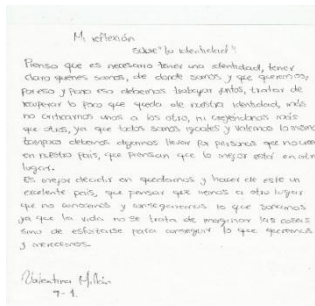 Mi reflexión
sobre "la identidad"
Pienso que es necesario tener una identidad, tener
claro quienes somos, de donde somos y que queremos,
por eso y para eso debemos trabajar juntos, tratar de
recuperar lo poco que queda de nuestra identidad, más
no criticarnos unos a los otro, ni creyéndonos más
que otros, ya que todos somos iguales y valemos lo mismo
tampoco debemos dejarnos llevar por personas que no creen
en nuestro país, que piensan que lo mejor está en otro
lugar.
Es mejor decidir en quedarnos y hacer de este un
excelente país, que pensar que iremos a otro lugar
que no conocemos y conseguiremos lo que soñamos
ya que la vida no se trata de marginar las cosas
sino de esforzarse para conseguir lo que queremos
y merecemos.
Valentina
9-1.